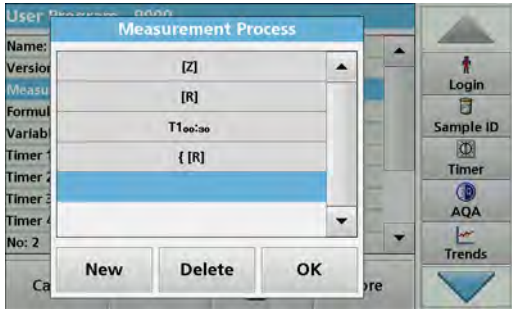 User Program 9000
Measurement Process
Name:
Version
Measu
Formul
Variabl
Timer 1
Timer 2
Timer 3
Timer 4
No: 2
[Z]
[R]
T1₀₀:₃₀
{ [R]
New
Delete
OK
Ca
ore
Login
Sample ID
Timer
AQA
Trends